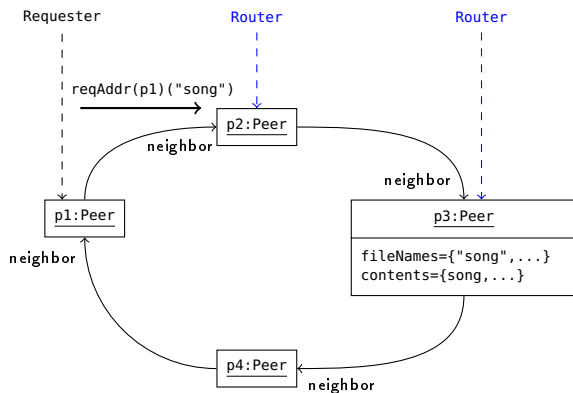 Requester
Router
Router
reqAddr(p1)("song")
p2:Peer
neighbor
neighbor
p1:Peer
p3:Peer
neighbor
fileNames={"song",...}
contents={song,...}
p4:Peer
neighbor